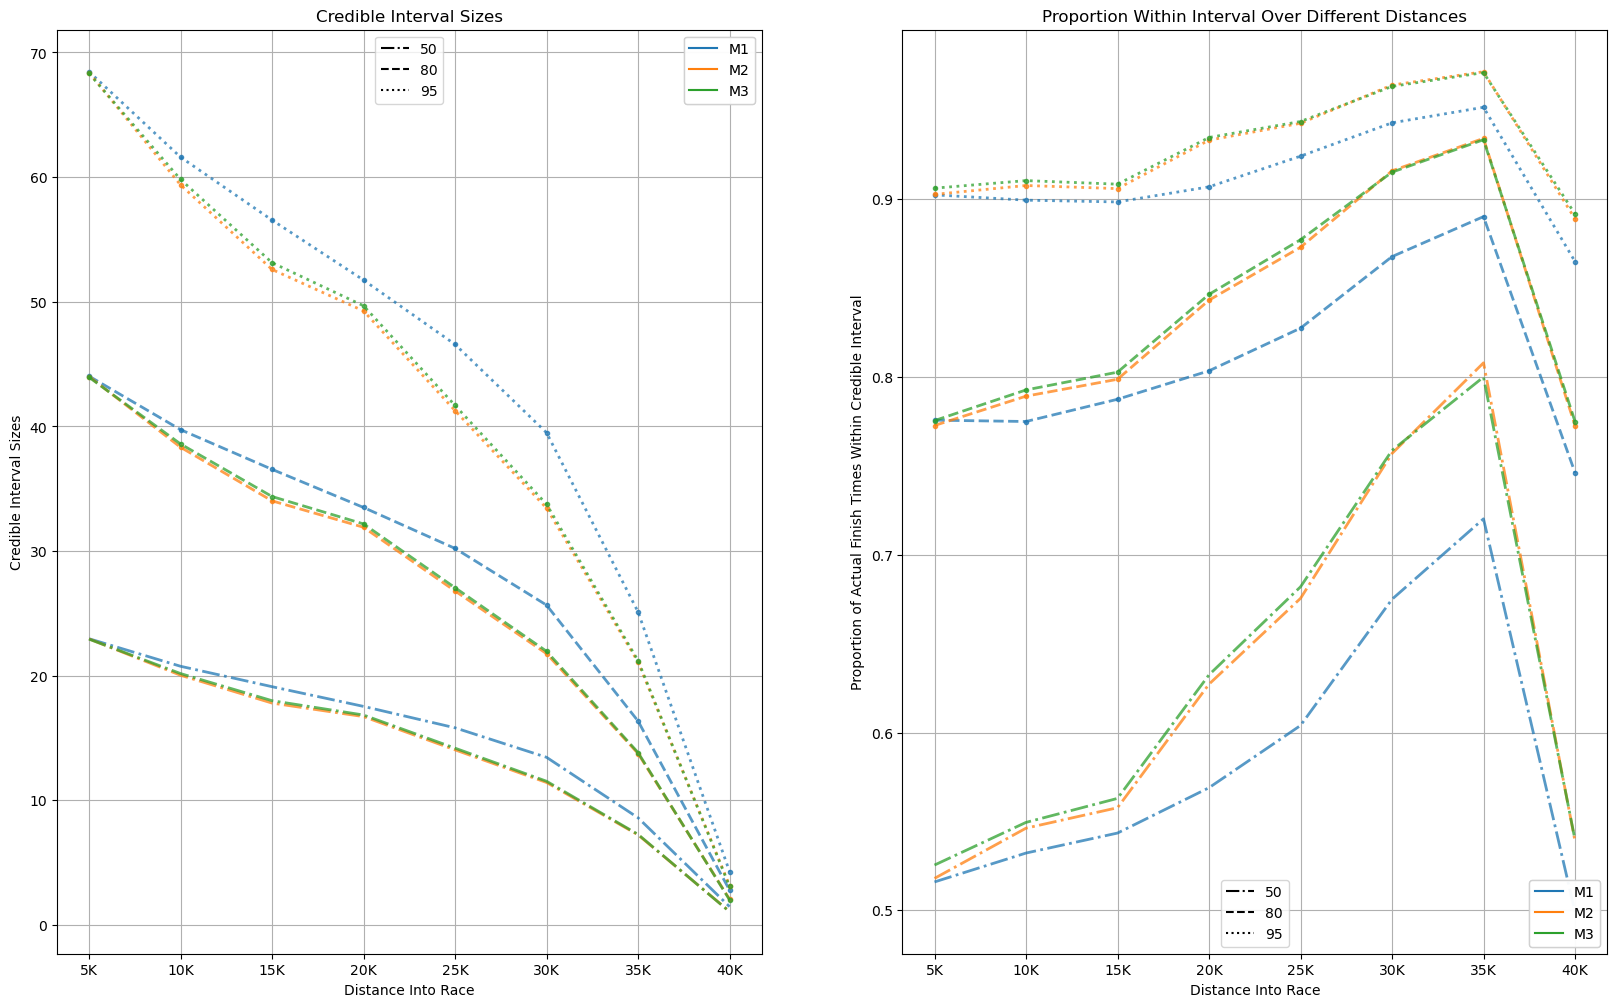 Credible Interval Sizes
Credible Interval Sizes
70
60
50
40
30
20
10
0
50
80
95
M1
M2
M3
5K 10K 15K 20K 25K 30K 35K 40K
Distance Into Race
Proportion Within Interval Over Different Distances
Proportion of Actual Finish Times Within Credible Interval
0.9
0.8
0.7
0.6
0.5
50
80
95
M1
M2
M3
5K 10K 15K 20K 25K 30K 35K 40K
Distance Into Race